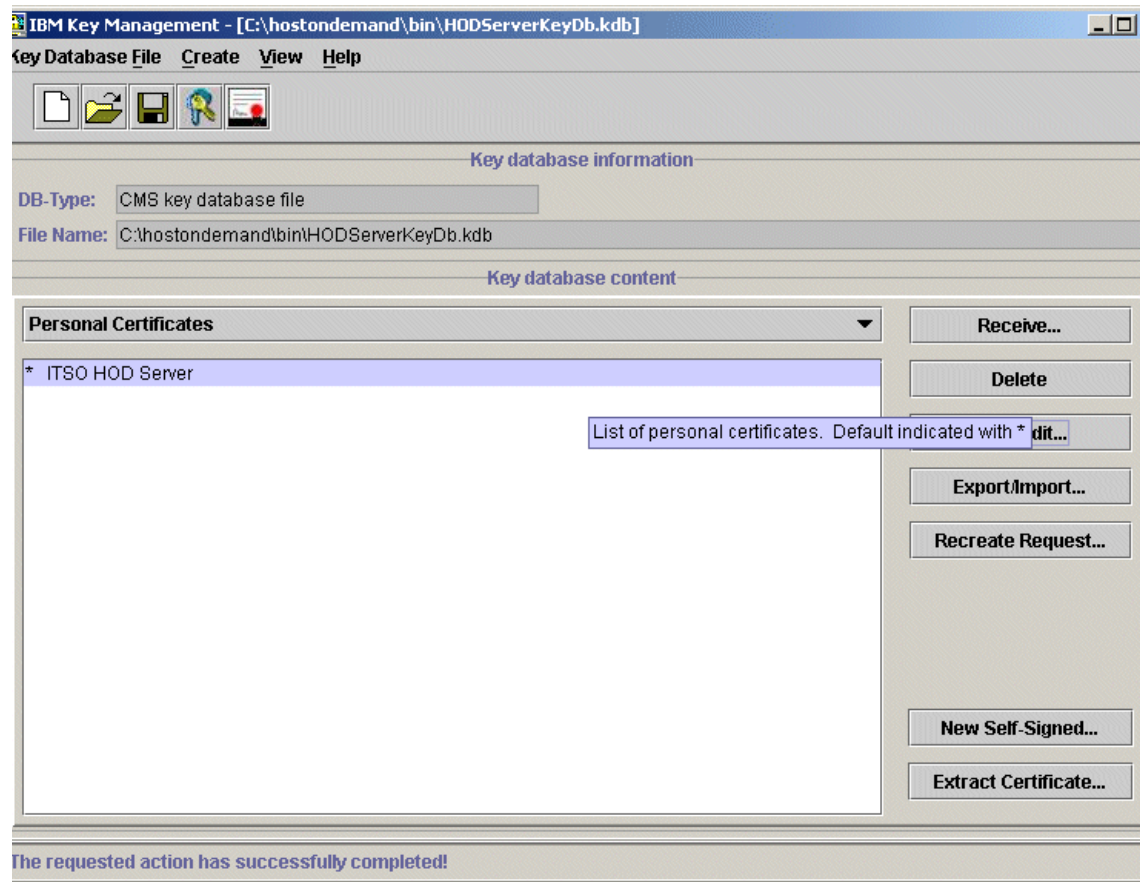 IBM Key Management - [C:\hostondemand\bin\HODServerKeyDb.kdb]
Key Database File Create View Help
Key database information
DB-Type: CMS key database file
File Name: C:\hostondemand\bin\HODServerKeyDb.kdb
Key database content
Personal Certificates
Receive...
* ITSO HOD Server
Delete
List of personal certificates. Default indicated with *
dit...
Export/Import...
Recreate Request...
New Self-Signed...
Extract Certificate...
The requested action has successfully completed!